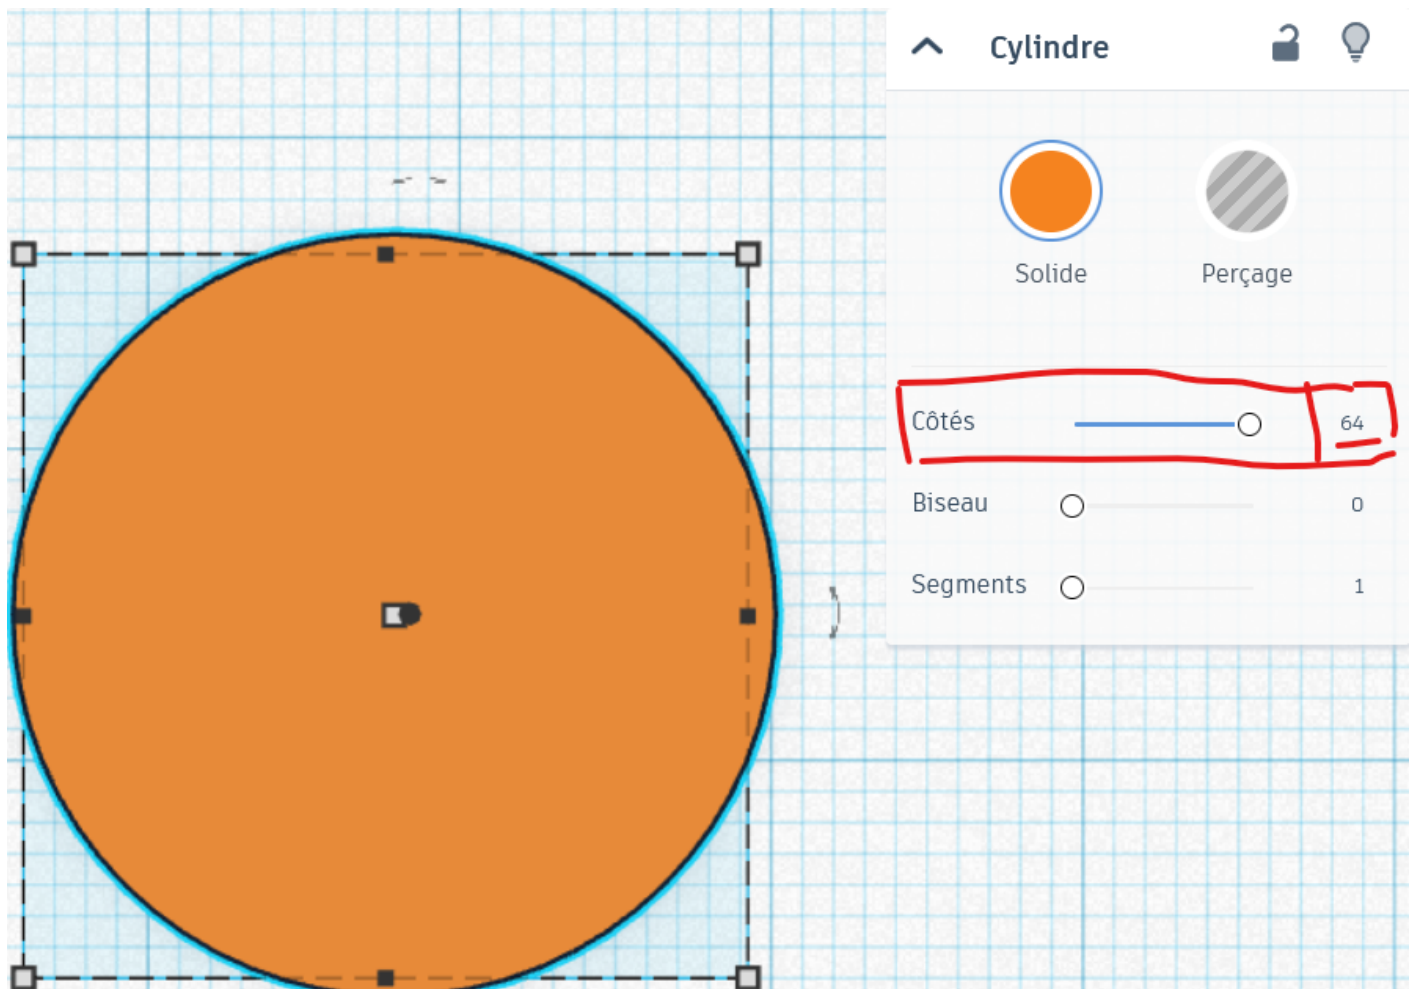 Cylindre
Solide
Perçage
Côtés 64
Biseau 0
Segments 1